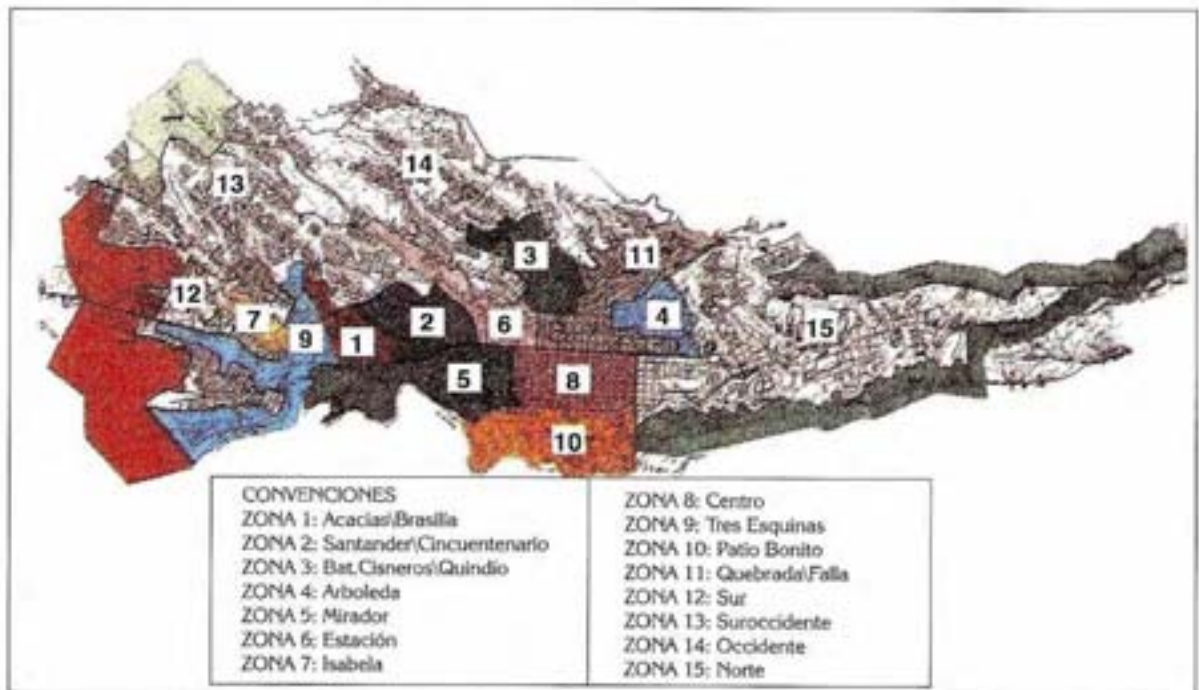 14
13
3
11
12
7
9
1
2
6
4
15
5
8
10
CONVENCIONES
ZONA 1: Acacias\Brasilia
ZONA 2: Santander\Cincuentenario
ZONA 3: Bat.Cisneros\Quindío
ZONA 4: Arboleda
ZONA 5: Mirador
ZONA 6: Estación
ZONA 7: Isabela
ZONA 8: Centro
ZONA 9: Tres Esquinas
ZONA 10: Patio Bonito
ZONA 11: Quebrada\Falla
ZONA 12: Sur
ZONA 13: Suroccidente
ZONA 14: Occidente
ZONA 15: Norte